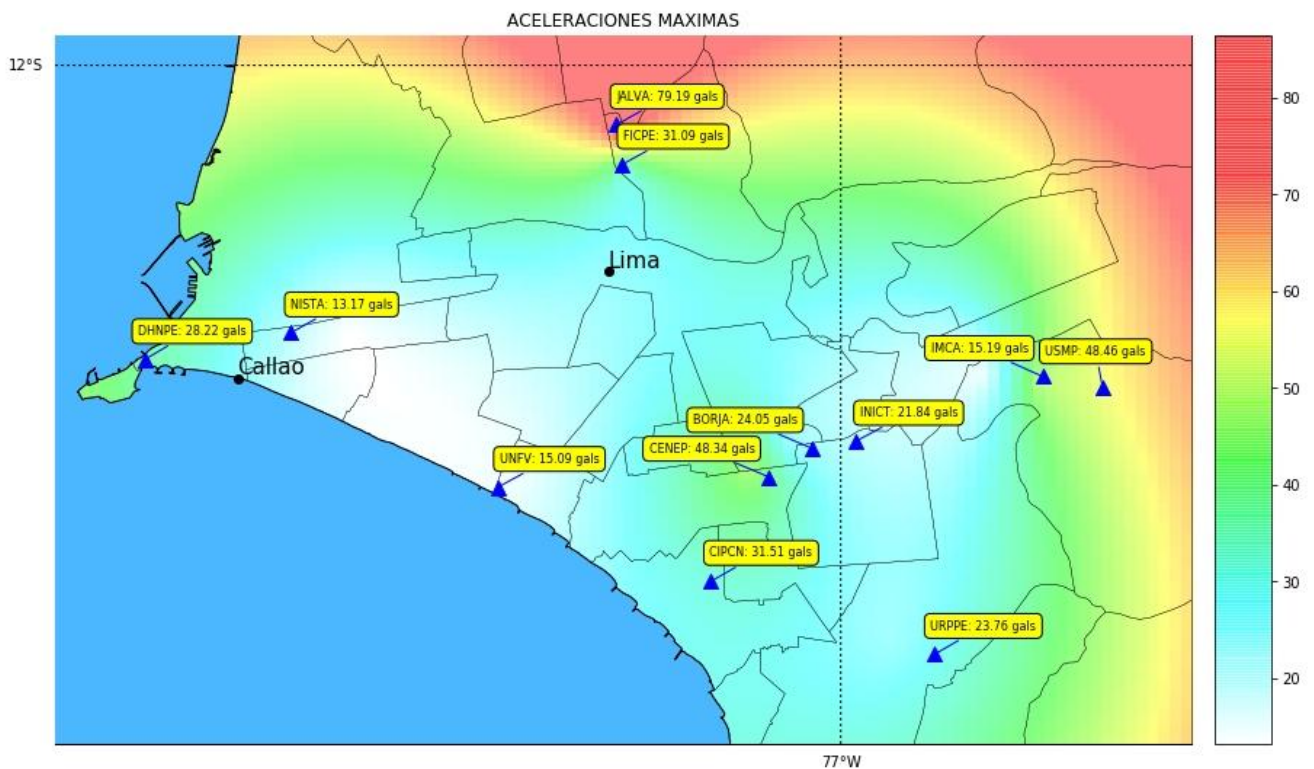 ACELERACIONES MAXIMAS
12°S
JALVA: 79.19 gals
FICPE: 31.09 gals
Lima
NISTA: 13.17 gals
DHNPE: 28.22 gals
Callao
IMCA: 15.19 gals
USMP: 48.46 gals
BORJA: 24.05 gals
INICT: 21.84 gals
CENEP: 48.34 gals
UNFV: 15.09 gals
CIPCN: 31.51 gals
URPPE: 23.76 gals
77°W
80
70
60
50
40
30
20